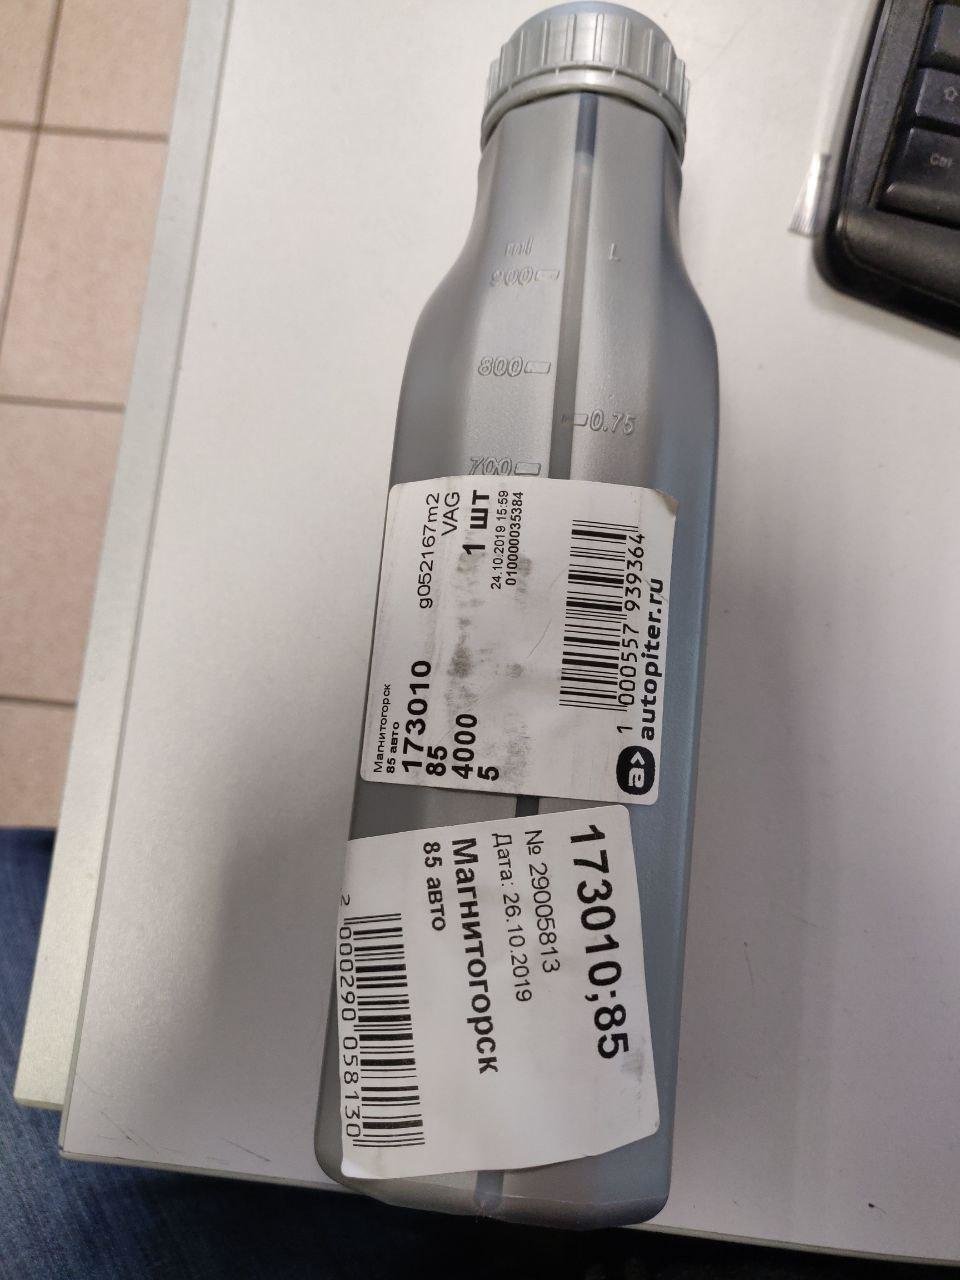 ml
L
900
800
0.75
700
Магнитогорск
85 авто
173010
85
4000
5
g052167m2
VAG
1 шт
24.10.2019 15:59
010000035384
1 000557 939364
a> autopiter.ru
173010;85
№ 29005813
Дата: 26.10.2019
Магнитогорск
85 авто
2 000290 058130
Ctrl